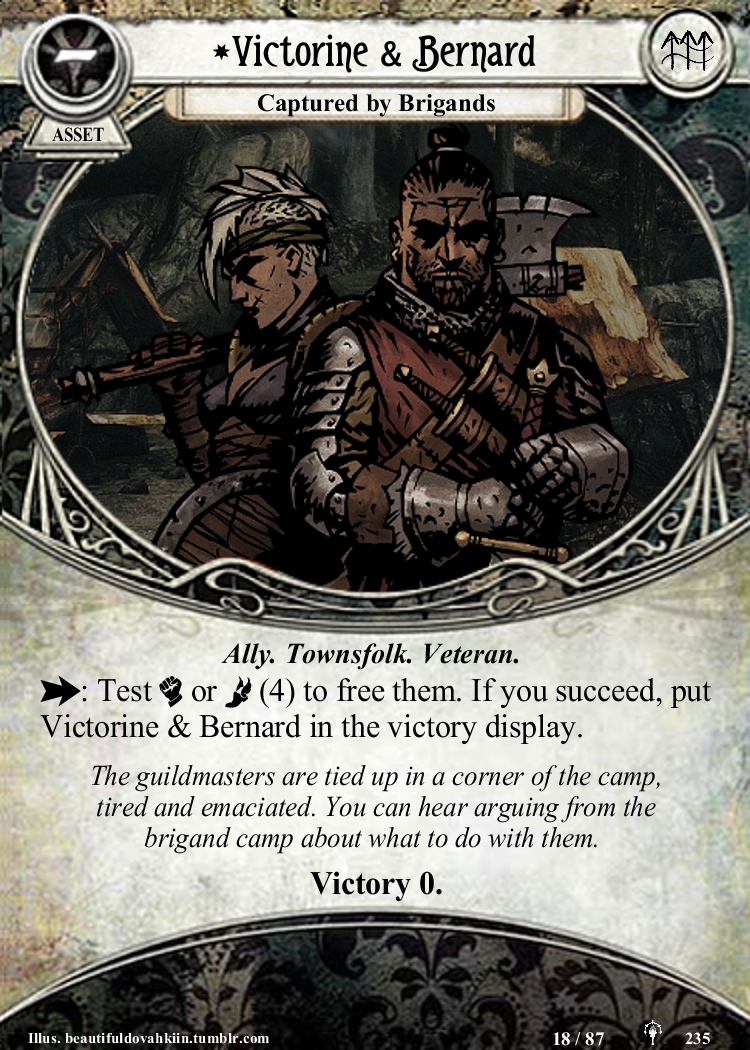 *Victorine & Bernard
Captured by Brigands
ASSET
Ally. Townsfolk. Veteran.
: Test or (4) to free them. If you succeed, put
Victorine & Bernard in the victory display.
The guildmasters are tied up in a corner of the camp,
tired and emaciated. You can hear arguing from the
brigand camp about what to do with them.
Victory 0.
Illus. beautifuldovahkiin.tumblr.com
18 / 87
235